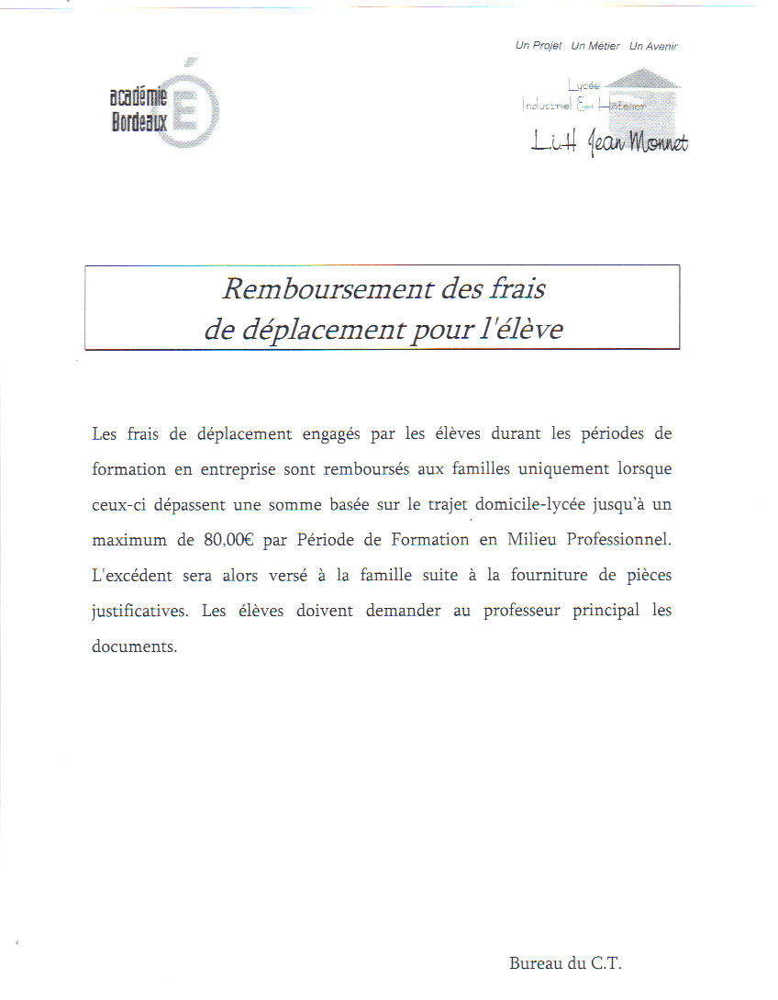 Un Projet Un Métier Un Avenir
académie
Bordeaux
É
Lycée
Industriel Et Hôtelier
L.i.H Jean Monnet
Remboursement des frais
de déplacement pour l'élève
Les frais de déplacement engagés par les élèves durant les périodes de
formation en entreprise sont remboursés aux familles uniquement lorsque
ceux-ci dépassent une somme basée sur le trajet domicile-lycée jusqu'à un
maximum de 80,00€ par Période de Formation en Milieu Professionnel.
L'excédent sera alors versé à la famille suite à la fourniture de pièces
justificatives. Les élèves doivent demander au professeur principal les
documents.
Bureau du C.T.